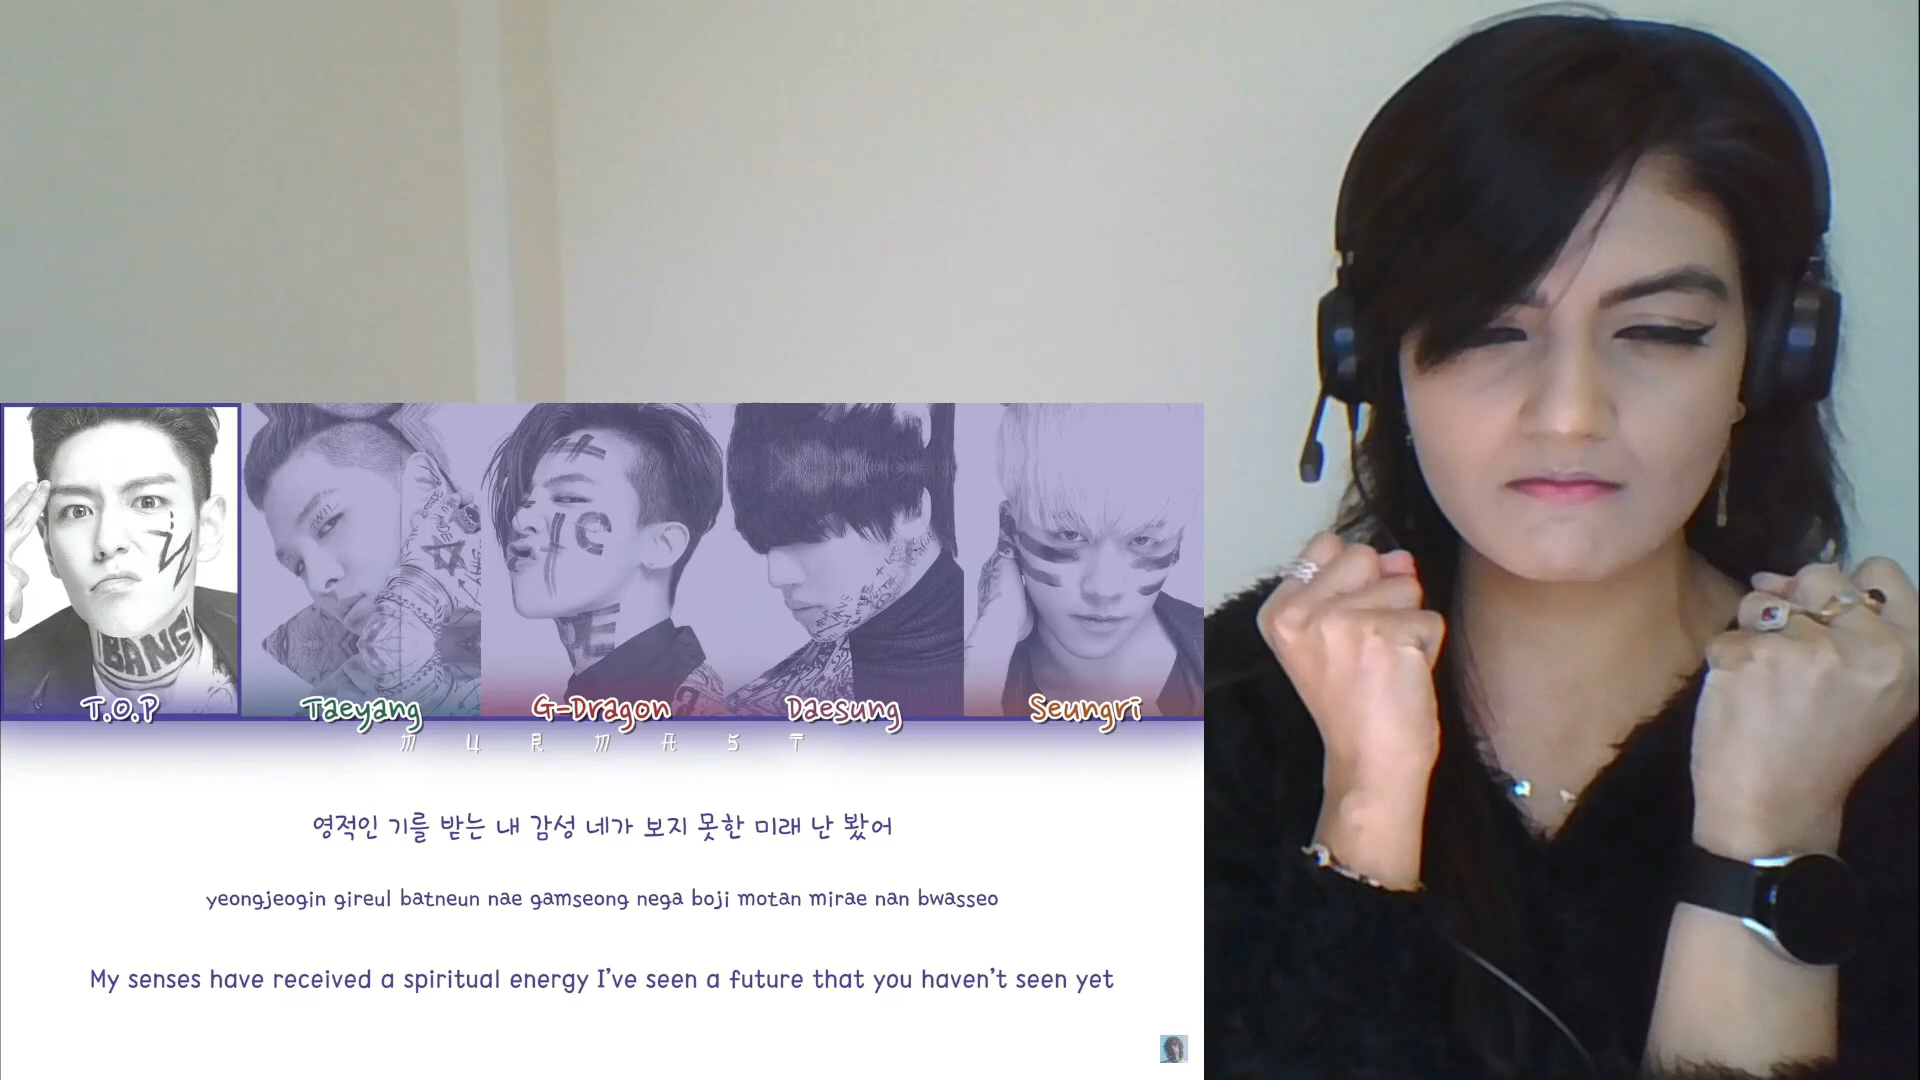 BANG
T.O.P
Taeyang
G-Dragon
Daesung
Seungri
영적인 기를 받는 내 감성 네가 보지 못한 미래 난 봤어
yeongjeogin gireul batneun nae gamseong nega boji motan mirae nan bwasseo
My senses have received a spiritual energy I've seen a future that you haven't seen yet